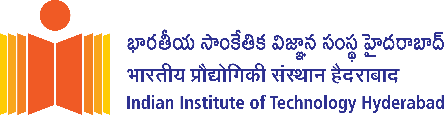 భారతీయ సాంకేతిక విజ్ఞాన సంస్థ హైదరాబాద్
भारतीय प्रौद्योगिकी संस्थान हैदराबाद
Indian Institute of Technology Hyderabad